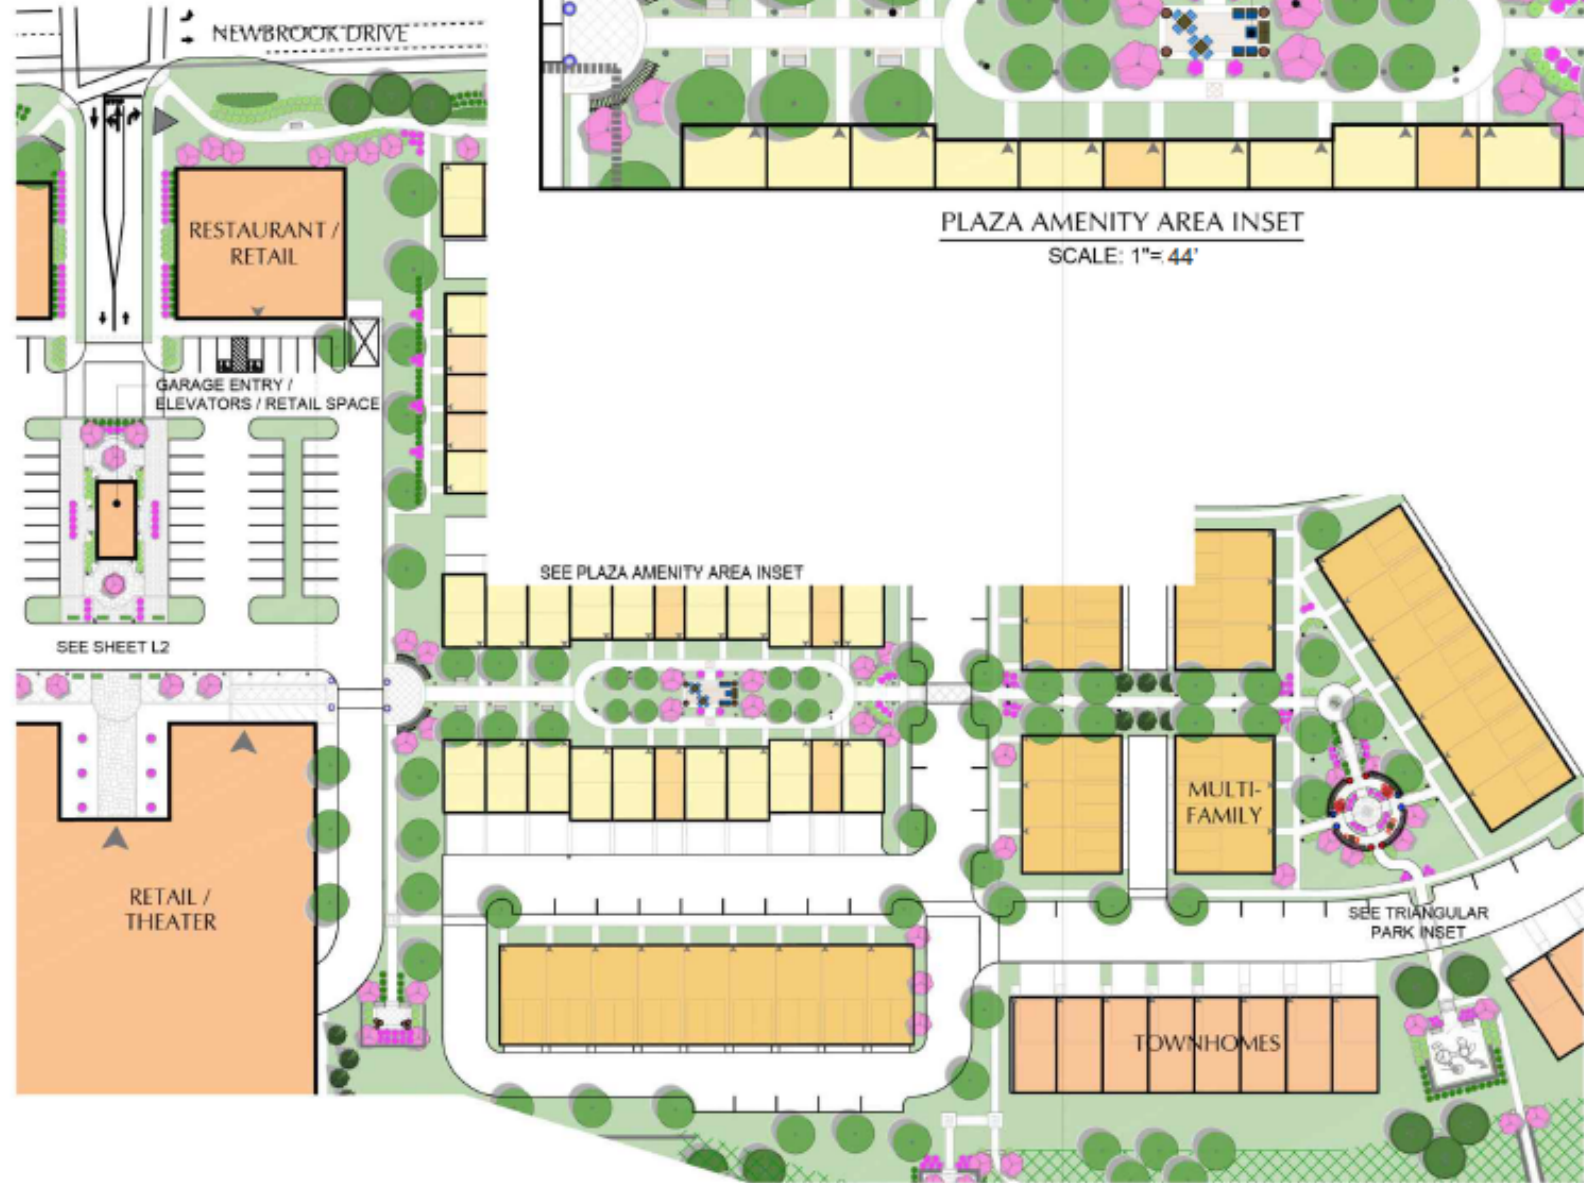 NEWBROOK DRIVE
PLAZA AMENITY AREA INSET
SCALE: 1"= 44'
RESTAURANT /
RETAIL
GARAGE ENTRY /
ELEVATORS / RETAIL SPACE
SEE PLAZA AMENITY AREA INSET
SEE SHEET L2
MULTI-
FAMILY
RETAIL /
THEATER
SEE TRIANGULAR
PARK INSET
TOWNHOMES